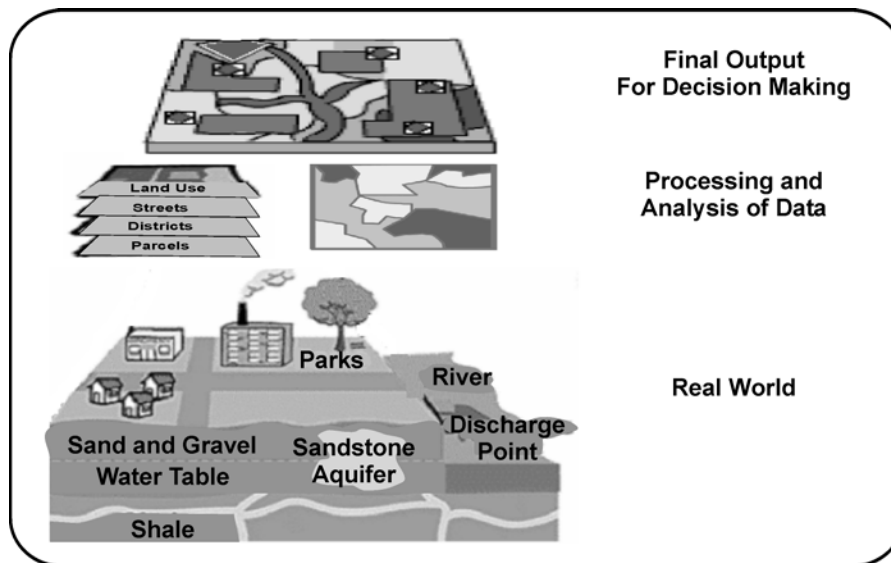 Final Output
For Decision Making
Land Use
Streets
Districts
Parcels
Processing and
Analysis of Data
Parks
River
Real World
Discharge
Point
Sand and Gravel
Sandstone
Aquifer
Water Table
Shale